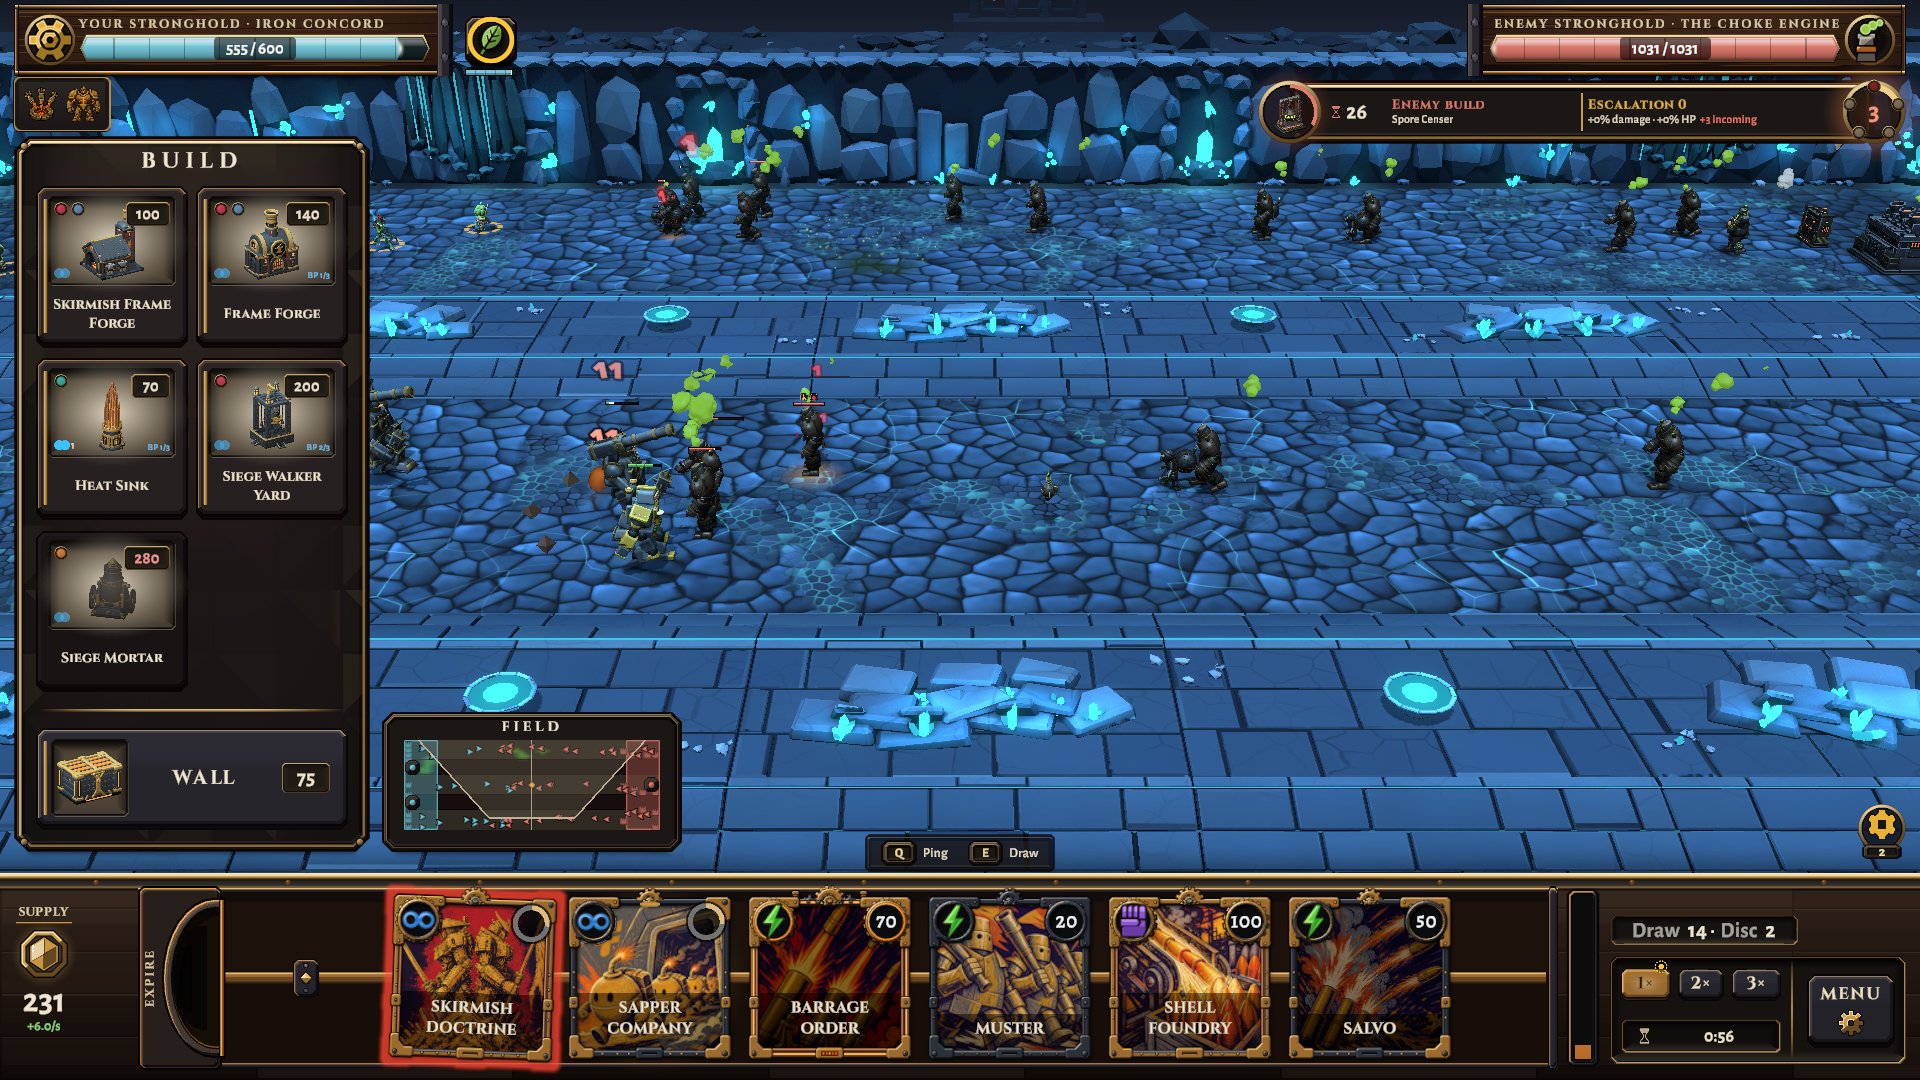 YOUR STRONGHOLD · IRON CONCORD
555 / 600
ENEMY STRONGHOLD · THE CHOKE ENGINE
1031 / 1031
26
ENEMY BUILD
Spore Censer
ESCALATION 0
+0% damage · +0% HP +3 incoming
3
BUILD
100
SKIRMISH FRAME
FORGE
140
BP 1/3
FRAME FORGE
70
1
BP 1/3
HEAT SINK
200
BP 2/3
SIEGE WALKER
YARD
280
SIEGE MORTAR
WALL
75
1
11
1
11
1
FIELD
Q Ping E Draw
2
SUPPLY
231
+6.0/s
EXPIRE
SKIRMISH
DOCTRINE
SAPPER
COMPANY
70
BARRAGE
ORDER
20
MUSTER
100
SHELL
FOUNDRY
50
SALVO
Draw 14 · Disc 2
1× 2× 3×
0:56
MENU